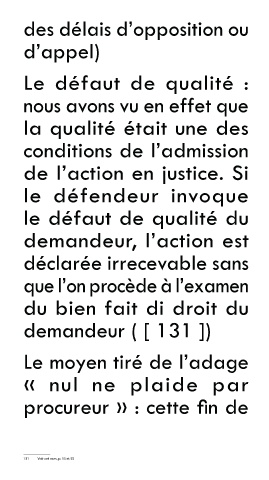 des délais d'opposition ou
d'appel)
Le défaut de qualité :
nous avons vu en effet que
la qualité était une des
conditions de l'admission
de l'action en justice. Si
le défendeur invoque
le défaut de qualité du
demandeur, l'action est
déclarée irrecevable sans
que l'on procède à l'examen
du bien fait di droit du
demandeur ( [ 131 ])
Le moyen tiré de l'adage
« nul ne plaide par
procureur » : cette fin de
131